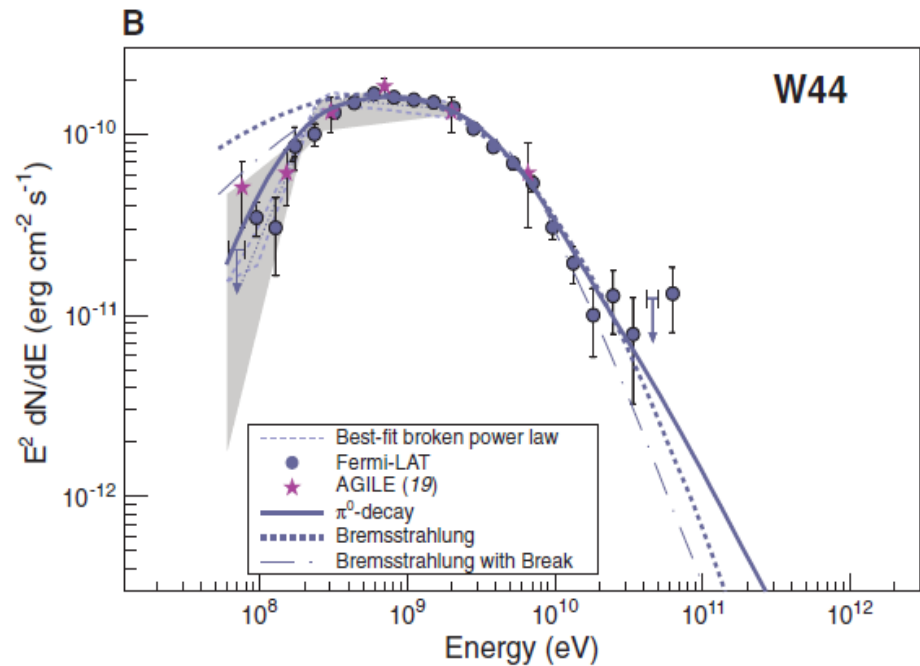 B
W44
E² dN/dE (erg cm⁻² s⁻¹)
10⁻¹⁰
10⁻¹¹
10⁻¹²
Best-fit broken power law
Fermi-LAT
AGILE (19)
π⁰-decay
Bremsstrahlung
Bremsstrahlung with Break
10⁸ 10⁹ 10¹⁰ 10¹¹ 10¹²
Energy (eV)